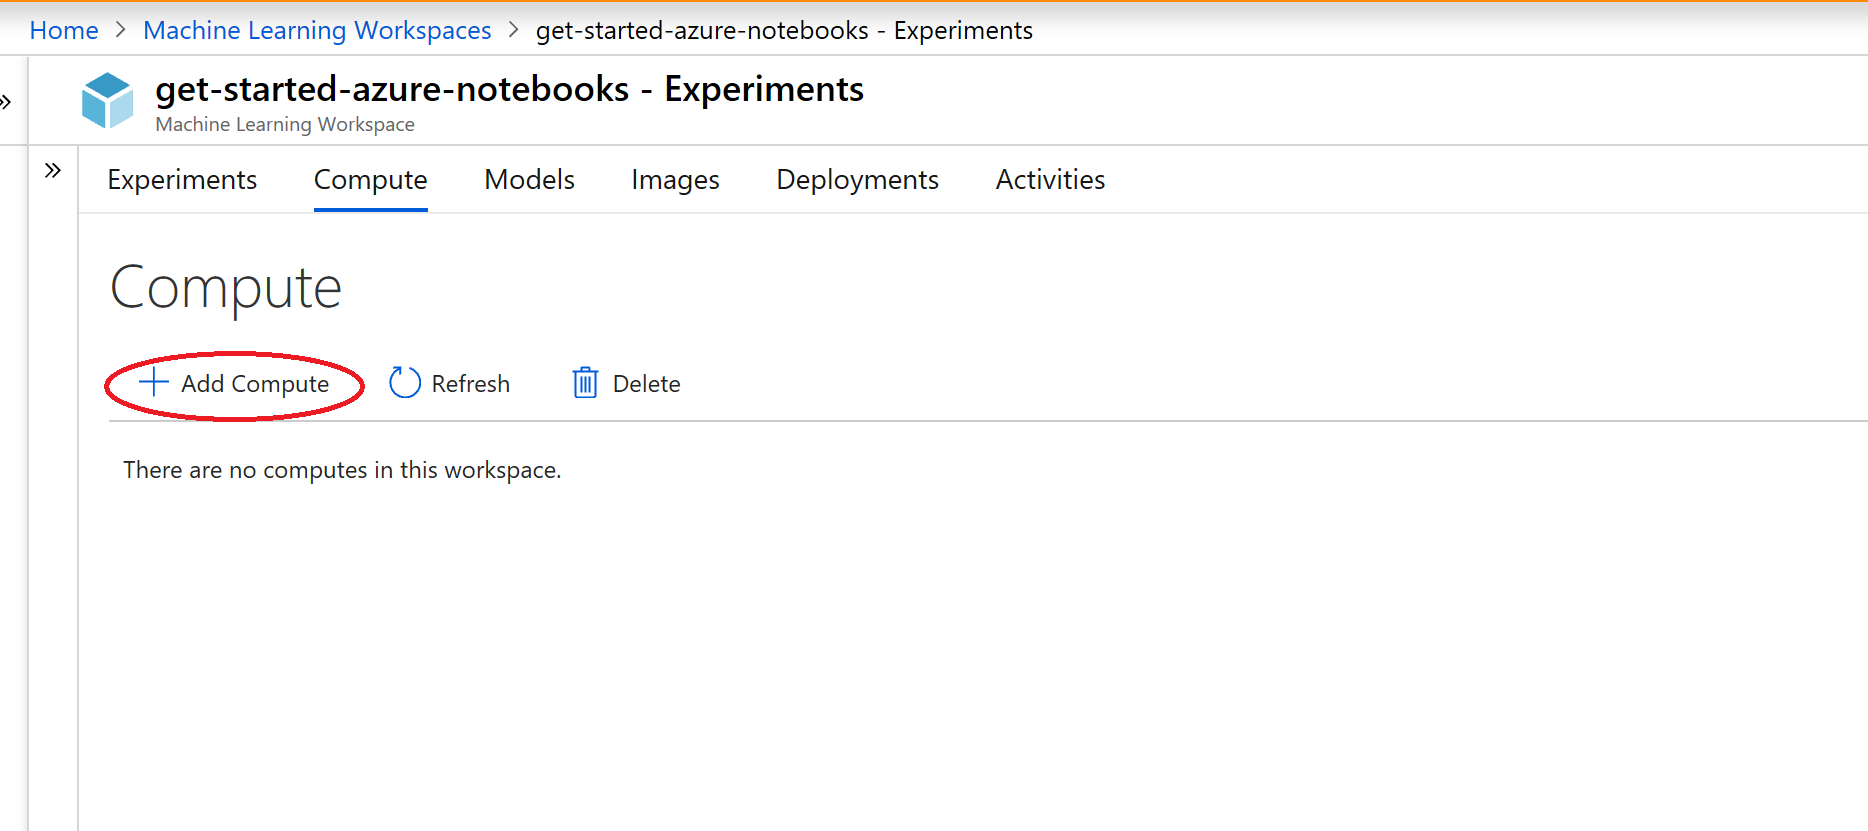 Home > Machine Learning Workspaces > get-started-azure-notebooks - Experiments
get-started-azure-notebooks - Experiments
Machine Learning Workspace
Experiments Compute Models Images Deployments Activities
Compute
Add Compute Refresh Delete
There are no computes in this workspace.